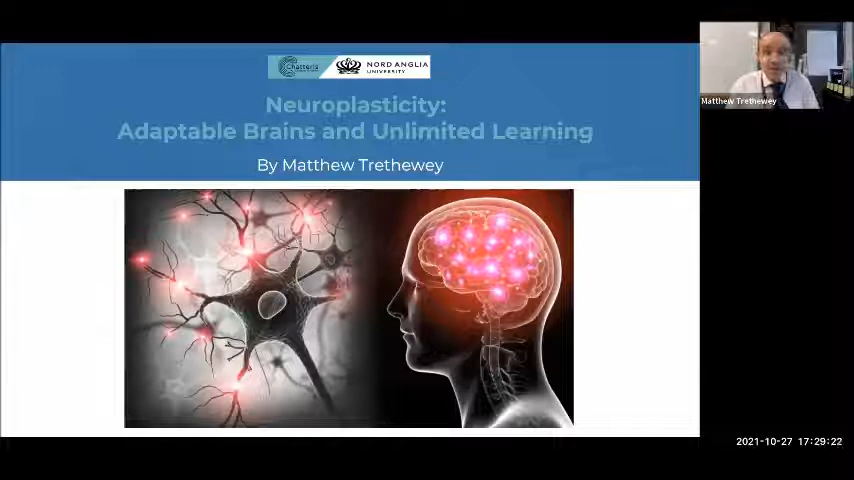 Chatteris
NORD ANGLIA
UNIVERSITY
Neuroplasticity:
Adaptable Brains and Unlimited Learning
By Matthew Trethewey
Matthew Trethewey
2021-10-27 17:29:22